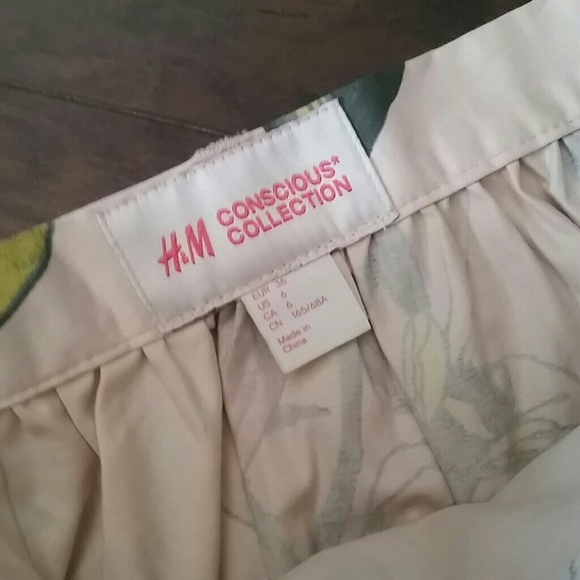 H&M CONSCIOUS*
COLLECTION
EUR 36
US 6
CA 6
CN 165/68A
Made in
China